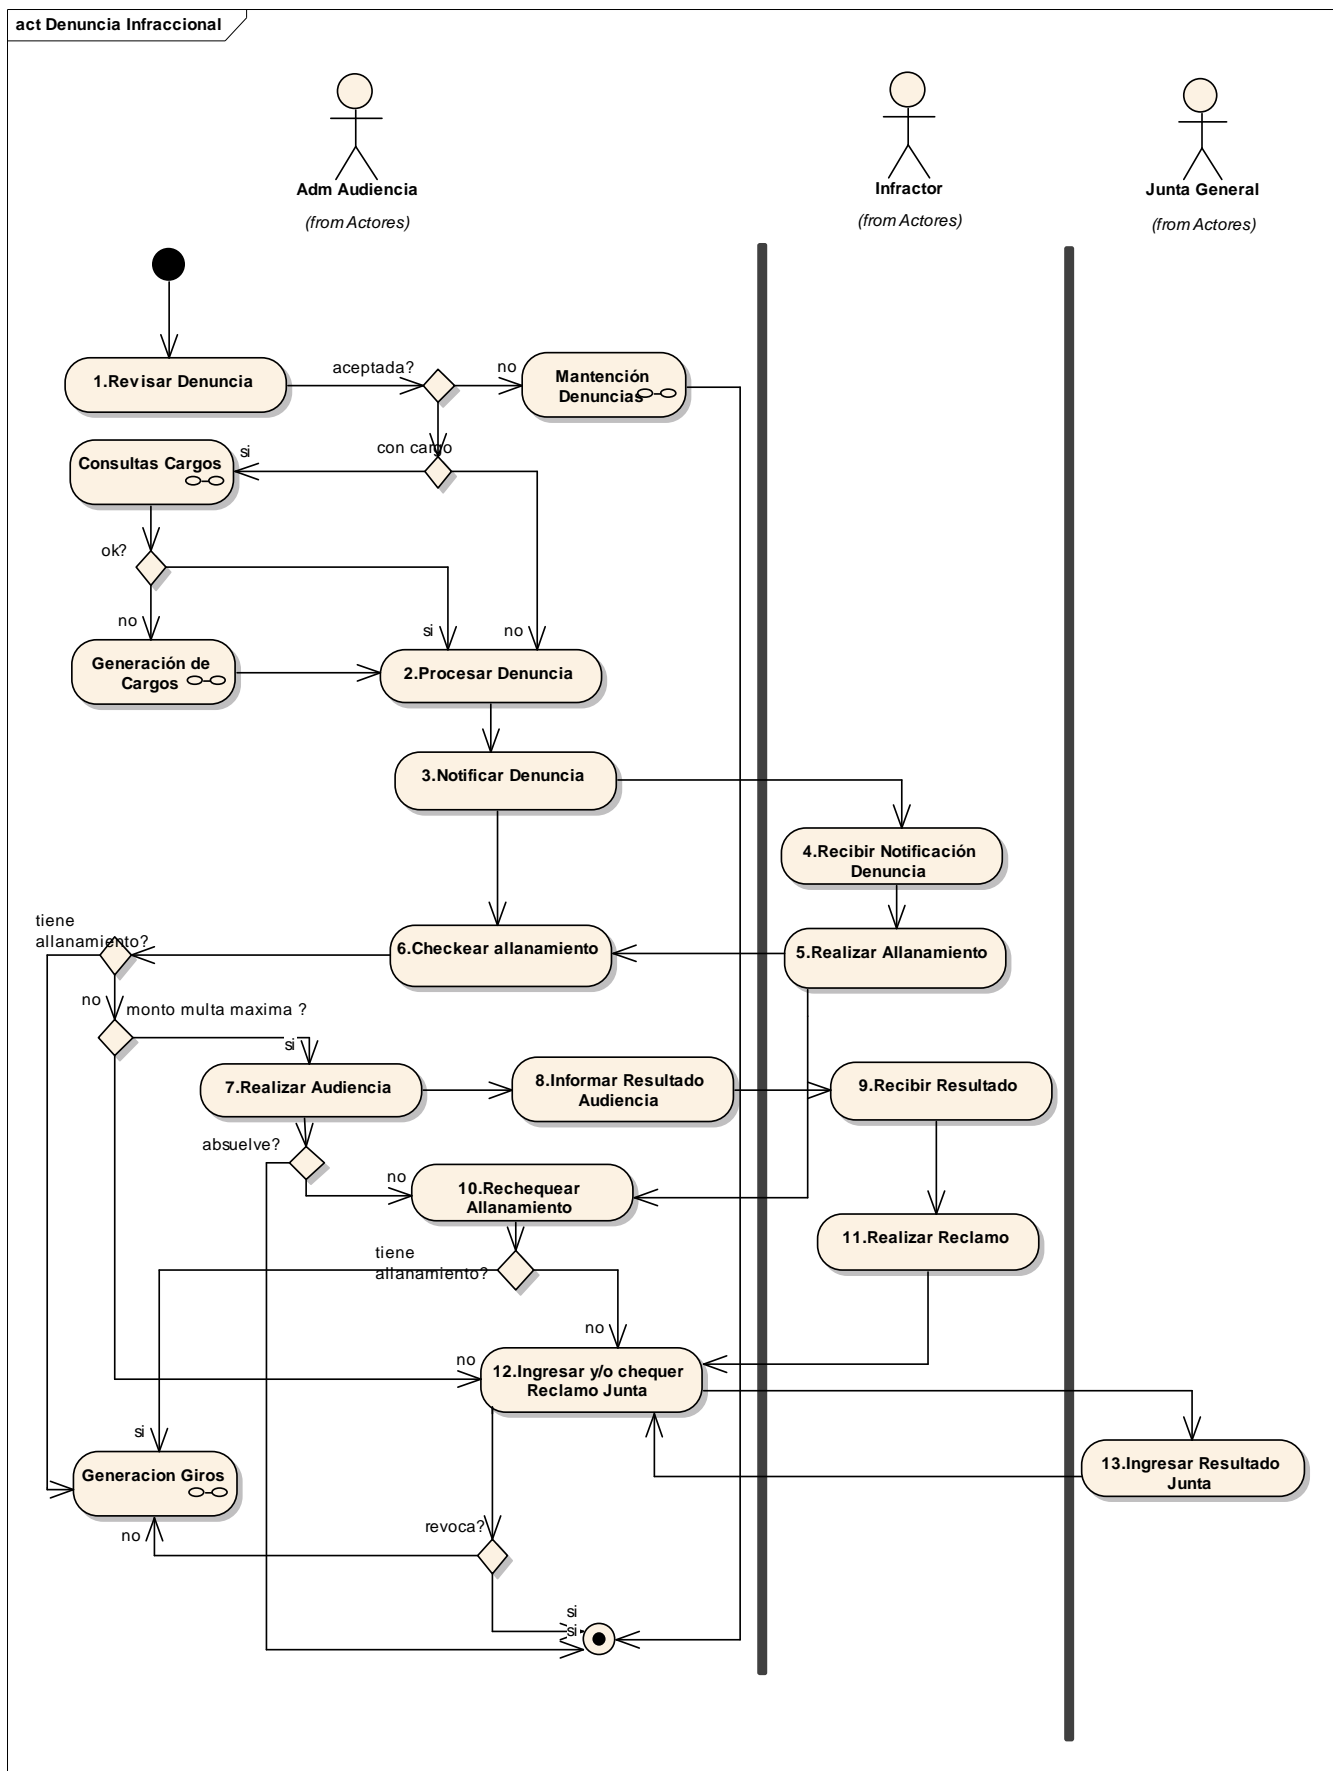 act Denuncia Infraccional
Adm Audiencia
(from Actores)
Infractor
(from Actores)
Junta General
(from Actores)
1.Revisar Denuncia
aceptada?
no
Mantención
Denuncias
con cargo
si
Consultas Cargos
ok?
no
si
no
Generación de
Cargos
2.Procesar Denuncia
3.Notificar Denuncia
4.Recibir Notificación
Denuncia
tiene
allanamiento?
6.Checkear allanamiento
5.Realizar Allanamiento
no
monto multa maxima ?
si
7.Realizar Audiencia
8.Informar Resultado
Audiencia
9.Recibir Resultado
absuelve?
no
10.Rechequear
Allanamiento
11.Realizar Reclamo
tiene
allanamiento?
no
no
12.Ingresar y/o chequer
Reclamo Junta
si
Generacion Giros
13.Ingresar Resultado
Junta
no
revoca?
si
si